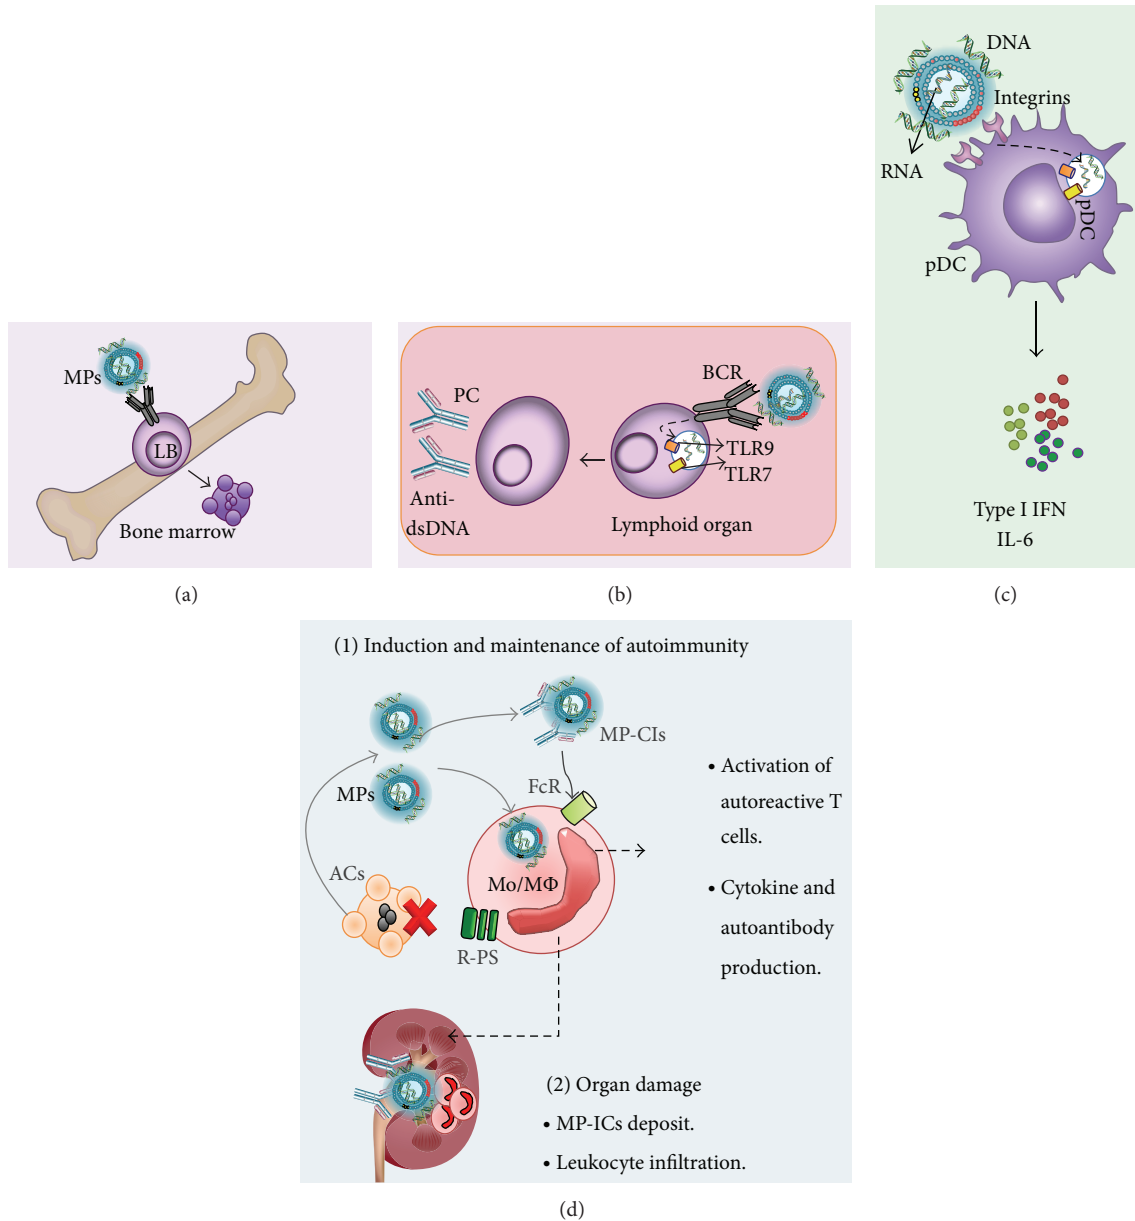 MPs
LB
Bone marrow
(a)
BCR
PC
TLR9
TLR7
Anti-
dsDNA
Lymphoid organ
(b)
DNA
Integrins
RNA
pDC
pDC
Type I IFN
IL-6
(c)
(1) Induction and maintenance of autoimmunity
MP-CIs
MPs
FcR
• Activation of
autoreactive T
cells.
ACs
Mo/MΦ
• Cytokine and
autoantibody
production.
R-PS
(2) Organ damage
• MP-ICs deposit.
• Leukocyte infiltration.
(d)